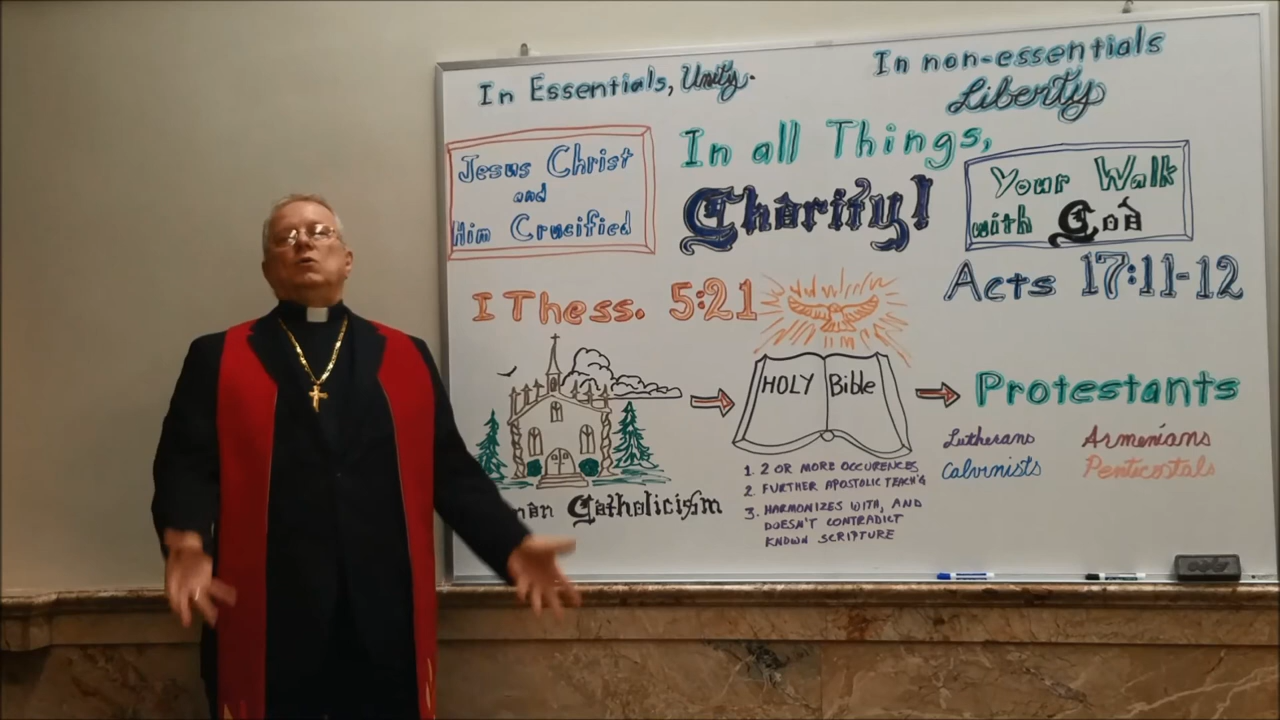 In Essentials, Unity.
In non-essentials
Liberty
In all Things,
Charity!
Jesus Christ
and
Him Crucified
Your Walk
with God
I Thess. 5:21
Acts 17:11-12
HOLY Bible
Protestants
Lutherans
Armenians
Calvinists
Penticostals
1. 2 OR MORE OCCURENCES
2. FURTHER APOSTOLIC TEACH'G
3. HARMONIZES WITH, AND
DOESN'T CONTRADICT
KNOWN SCRIPTURE
Catholicism